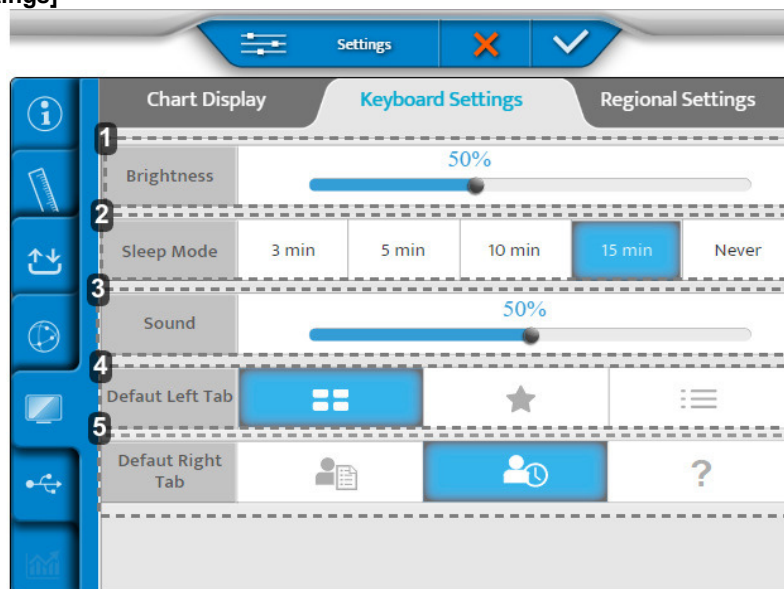 Settings
Chart Display Keyboard Settings Regional Settings
1
50%
Brightness
2
Sleep Mode 3 min 5 min 10 min 15 min Never
3
50%
Sound
4
Defaut Left Tab
5
Defaut Right
Tab
?